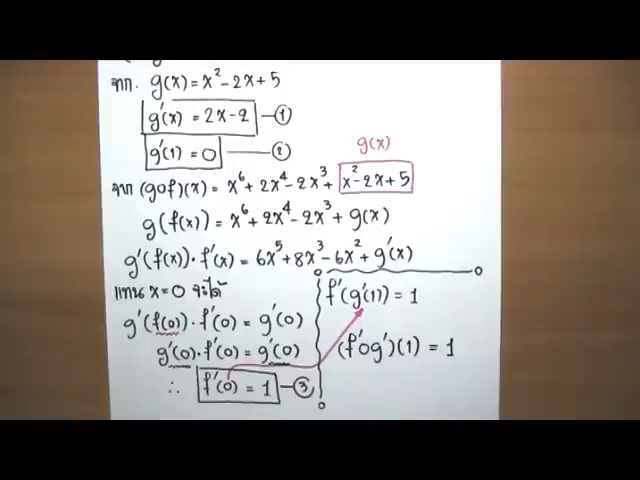 จาก. g(x) = x² - 2x + 5
g'(x) = 2x - 2 ①
g'(1) = 0 ②
g(x)
จาก (gof)(x) = x⁶ + 2x⁴ - 2x³ + x² - 2x + 5
g(f(x)) = x⁶ + 2x⁴ - 2x³ + g(x)
g'(f(x))·f'(x) = 6x⁵ + 8x³ - 6x² + g'(x)
แทน x = 0 จะได้
g'(f(0))·f'(0) = g'(0)
g'(0)·f'(0) = g'(0)
∴ f'(0) = 1 ③
f'(g'(1)) = 1
(f'og')(1) = 1